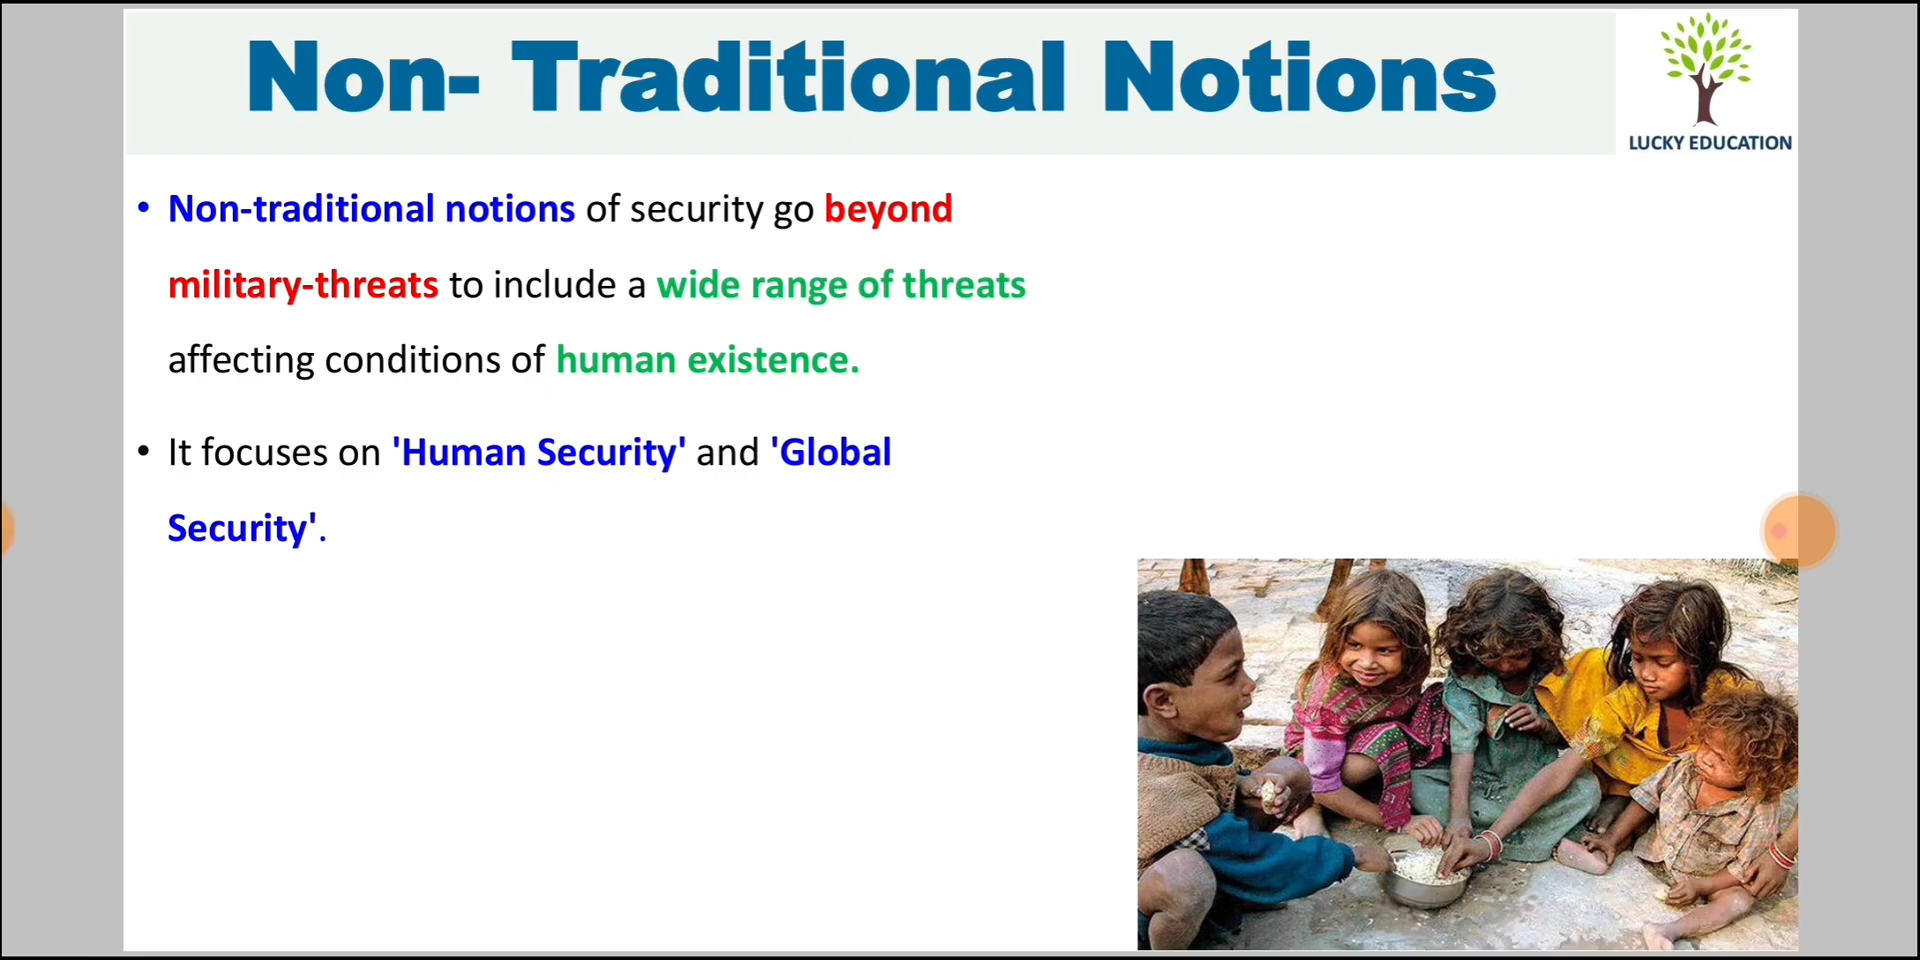 Non- Traditional Notions
LUCKY EDUCATION
• Non-traditional notions of security go beyond
military-threats to include a wide range of threats
affecting conditions of human existence.
• It focuses on 'Human Security' and 'Global
Security'.